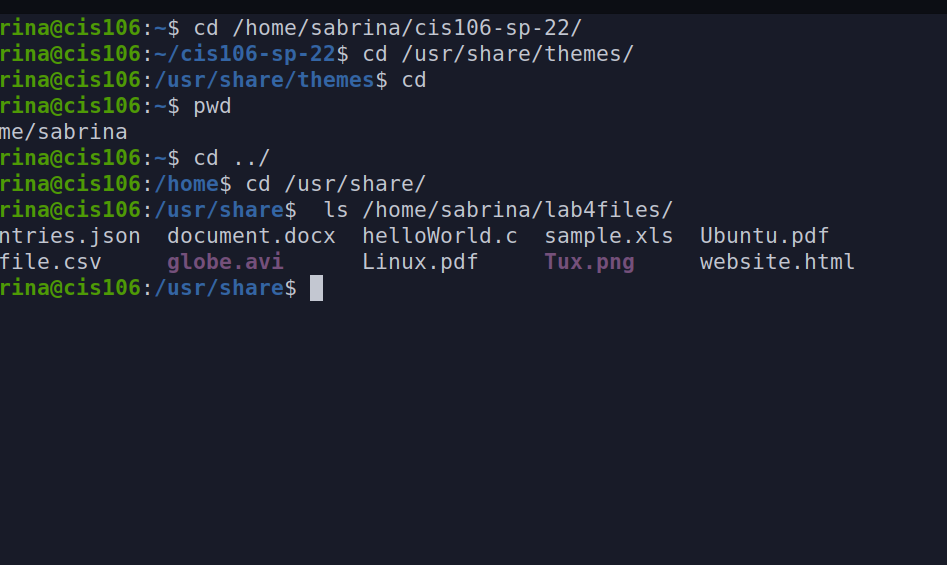 rina@cis106:~$ cd /home/sabrina/cis106-sp-22/
rina@cis106:~/cis106-sp-22$ cd /usr/share/themes/
rina@cis106:/usr/share/themes$ cd
rina@cis106:~$ pwd
me/sabrina
rina@cis106:~$ cd ../
rina@cis106:/home$ cd /usr/share/
rina@cis106:/usr/share$  ls /home/sabrina/lab4files/
ntries.json  document.docx  helloWorld.c  sample.xls  Ubuntu.pdf
file.csv     globe.avi      Linux.pdf     Tux.png     website.html
rina@cis106:/usr/share$